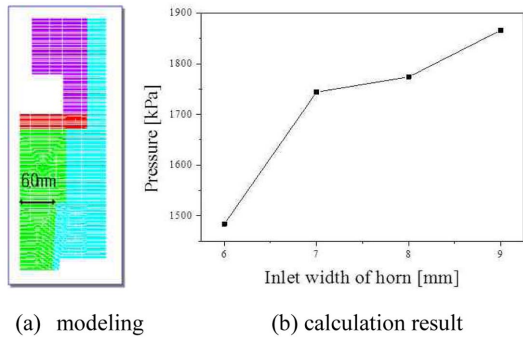 6.0mm
1900
1800
1700
1600
1500
Pressure [kPa]
6 7 8 9
Inlet width of horn [mm]
(a) modeling
(b) calculation result